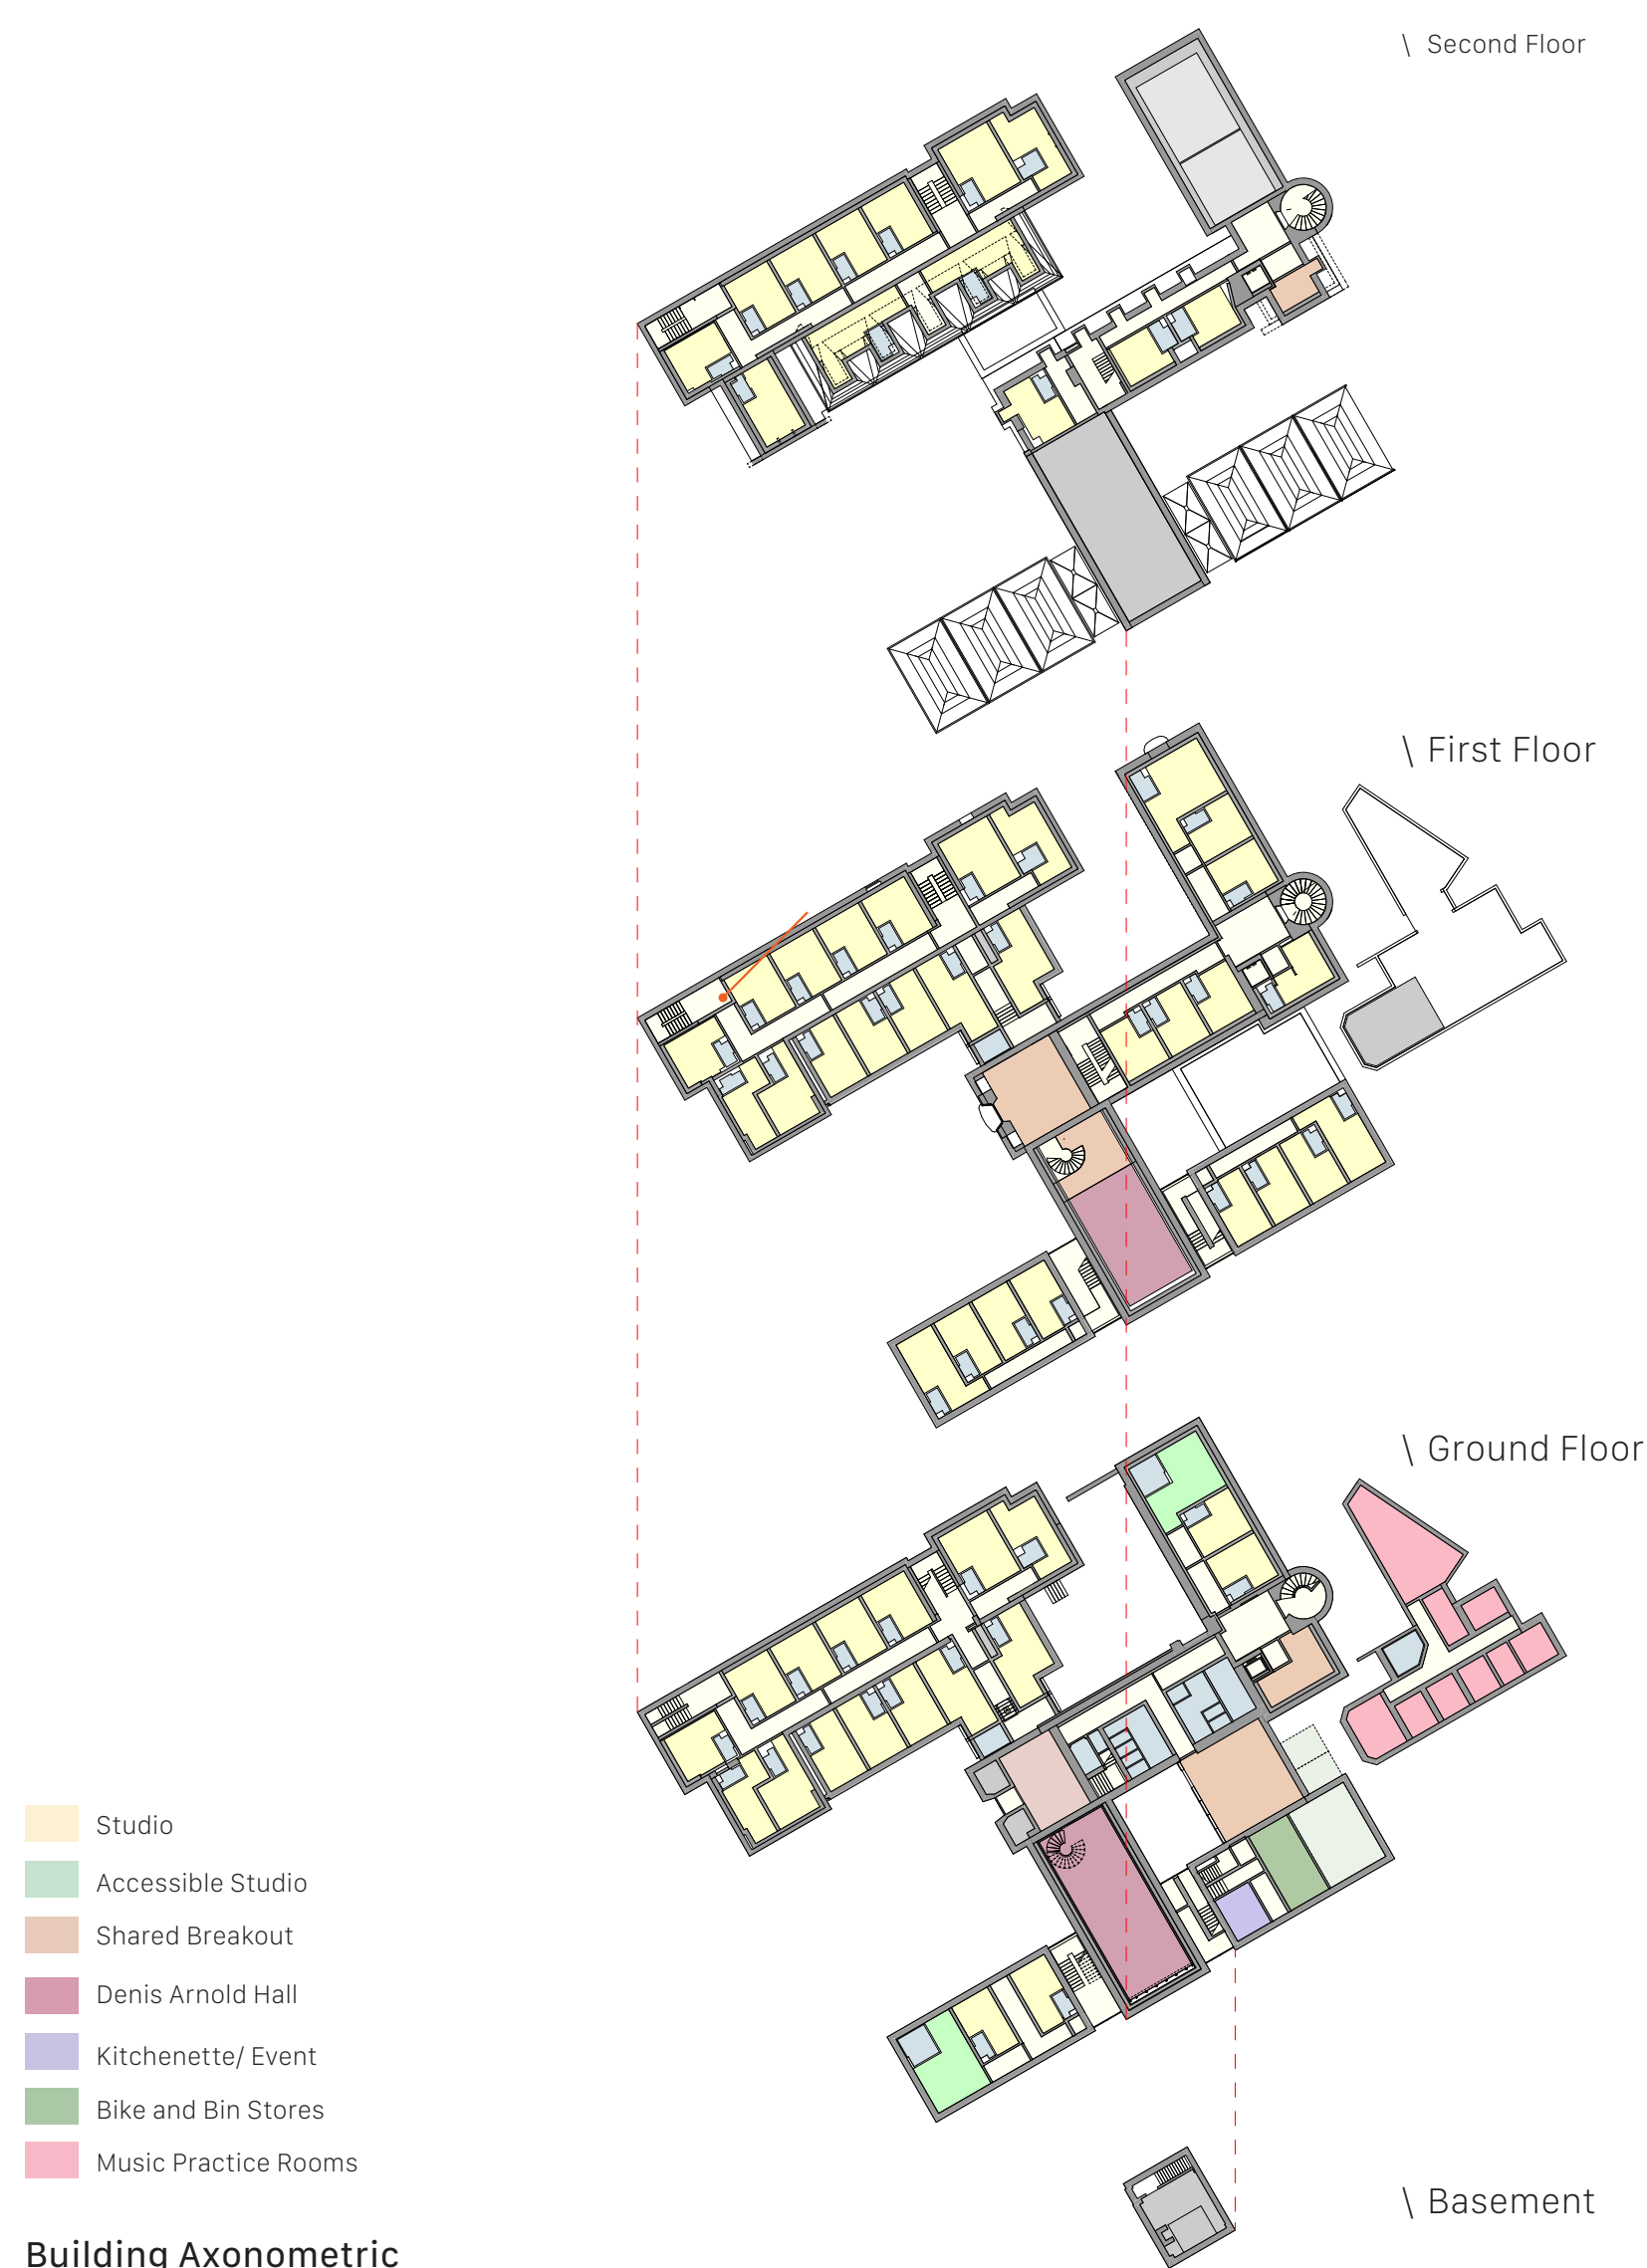 \ Second Floor
\ First Floor
\ Ground Floor
Studio
Accessible Studio
Shared Breakout
Denis Arnold Hall
Kitchenette/ Event
Bike and Bin Stores
Music Practice Rooms
\ Basement
Building Axonometric